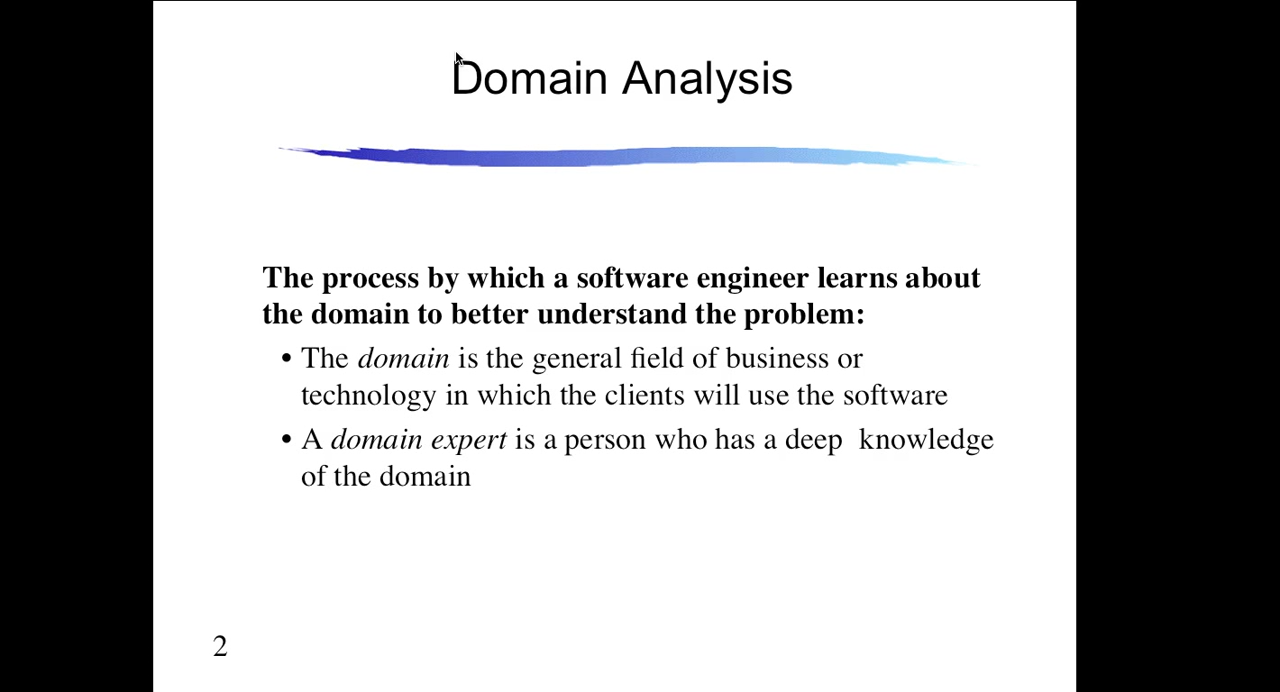 Domain Analysis
The process by which a software engineer learns about
the domain to better understand the problem:
• The domain is the general field of business or
technology in which the clients will use the software
• A domain expert is a person who has a deep  knowledge
of the domain
2